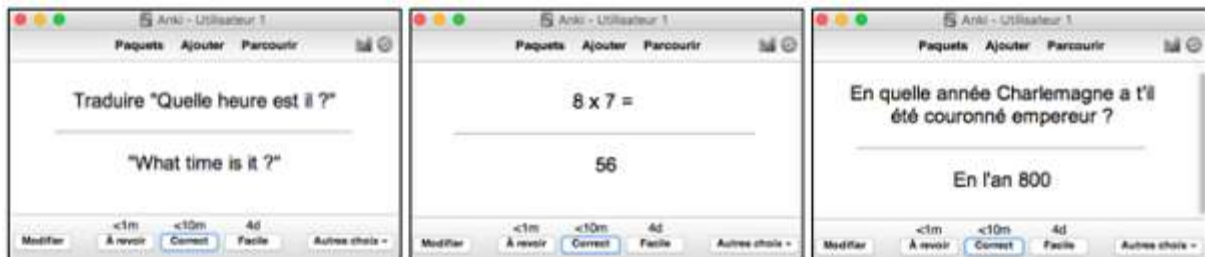 Anki - Utilisateur 1
Paquets Ajouter Parcourir
Traduire "Quelle heure est il ?"
"What time is it ?"
<1m <10m 4d
Modifier À revoir Correct Facile Autres choix
Anki - Utilisateur 1
Paquets Ajouter Parcourir
8 x 7 =
56
<1m <10m 4d
Modifier À revoir Correct Facile Autres choix
Anki - Utilisateur 1
Paquets Ajouter Parcourir
En quelle année Charlemagne a t'il
été couronné empereur ?
En l'an 800
<1m <10m 4d
Modifier À revoir Correct Facile Autres choix